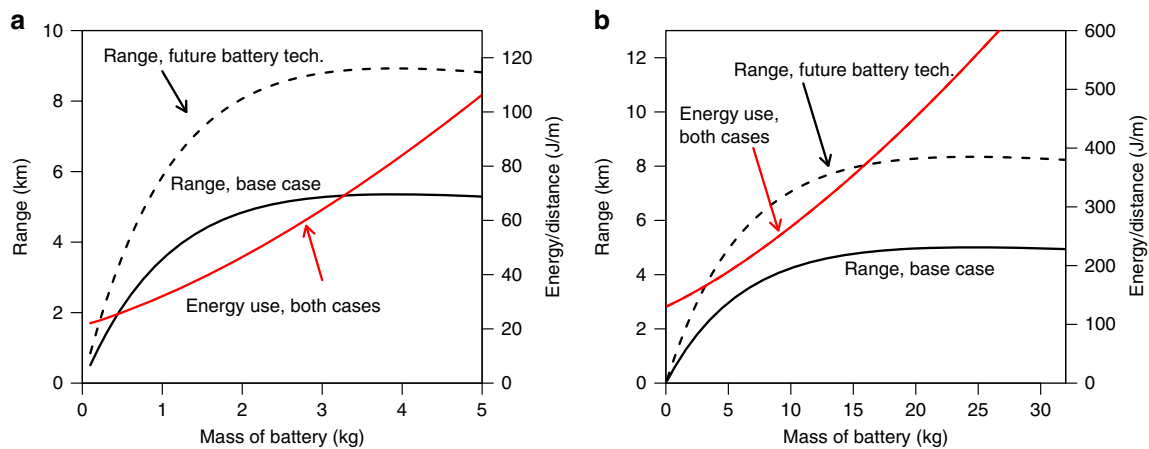 a
Range, future battery tech.
Range, base case
Energy use, both cases
Range (km)
0
2
4
6
8
10
Energy/distance (J/m)
0
20
40
60
80
100
120
0 1 2 3 4 5
Mass of battery (kg)
b
Range, future battery tech.
Energy use,
both cases
Range, base case
Range (km)
0
2
4
6
8
10
12
Energy/distance (J/m)
0
100
200
300
400
500
600
0 5 10 15 20 25 30
Mass of battery (kg)